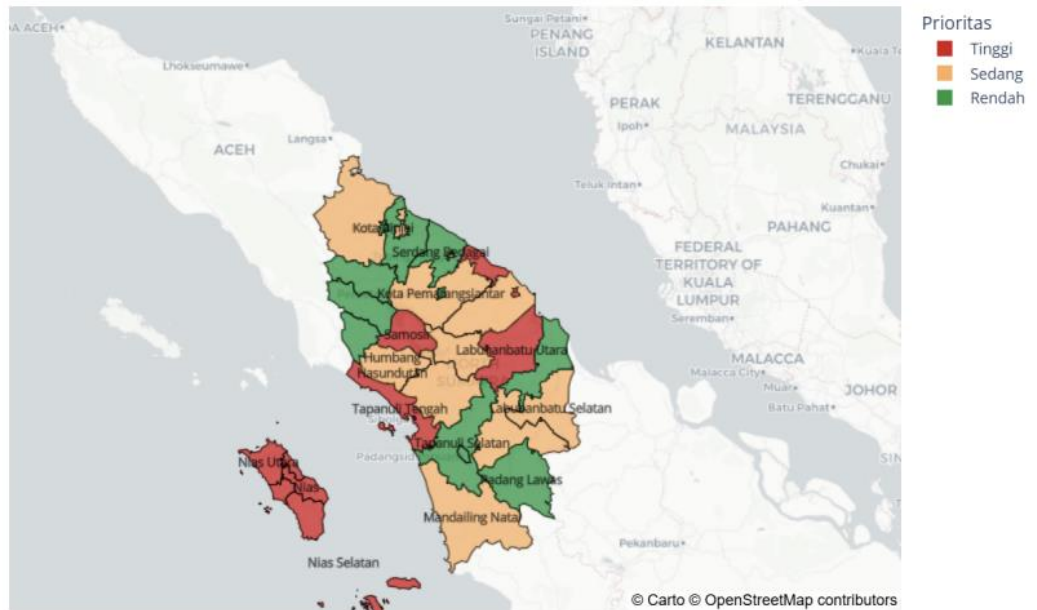 Prioritas
Tinggi
Sedang
Rendah
Sungai Petani
PENANG
ISLAND
KELANTAN
Lhokseumawe
PERAK
TERENGGANU
Ipoh
MALAYSIA
Langsa
ACEH
Chukai
Teluk Intan
Kuantan
PAHANG
Serdang Bedagai
FEDERAL
TERRITORY OF
KUALA
LUMPUR
Kota Pematangsiantar
Seremban
Samosir
Labuhanbatu Utara
Humbang
Hasundutan
MALACCA
Malacca City
Muar
JOHOR
Batu Pahat
Tapanuli Tengah
Labuhanbatu Selatan
Tapanuli Selatan
Nias Utara
Nias
Padang Lawas
Mandailing Natal
Pekanbaru
Nias Selatan
© Carto © OpenStreetMap contributors